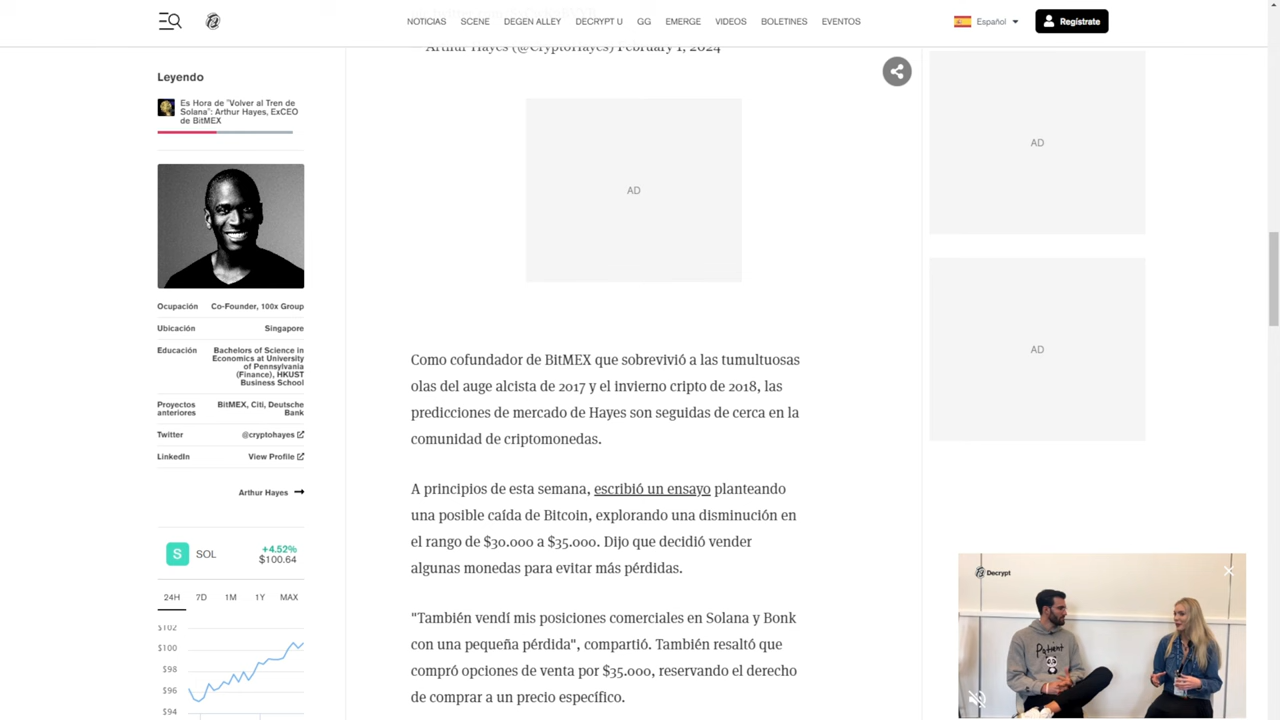 NOTICIAS SCENE DEGEN ALLEY DECRYPT U GG EMERGE VIDEOS BOLETINES EVENTOS
Español
Regístrate
Arthur Hayes (@CryptoHayes) February 1, 2024
Leyendo
Es Hora de "Volver al Tren de
Solana": Arthur Hayes, ExCEO
de BitMEX
Ocupación Co-Founder, 100x Group
Ubicación Singapore
Educación Bachelors of Science in
Economics at University
of Pennsylvania
(Finance), HKUST
Business School
Proyectos anteriores BitMEX, Citi, Deutsche
Bank
Twitter @cryptohayes
LinkedIn View Profile
Arthur Hayes
S SOL +4.52%
$100.64
24H 7D 1M 1Y MAX
$102
$100
$98
$96
$94
AD
Como cofundador de BitMEX que sobrevivió a las tumultuosas
olas del auge alcista de 2017 y el invierno cripto de 2018, las
predicciones de mercado de Hayes son seguidas de cerca en la
comunidad de criptomonedas.
A principios de esta semana, escribió un ensayo planteando
una posible caída de Bitcoin, explorando una disminución en
el rango de $30.000 a $35.000. Dijo que decidió vender
algunas monedas para evitar más pérdidas.
"También vendí mis posiciones comerciales en Solana y Bonk
con una pequeña pérdida", compartió. También resaltó que
compró opciones de venta por $35.000, reservando el derecho
de comprar a un precio específico.
AD
AD
Decrypt
Patient